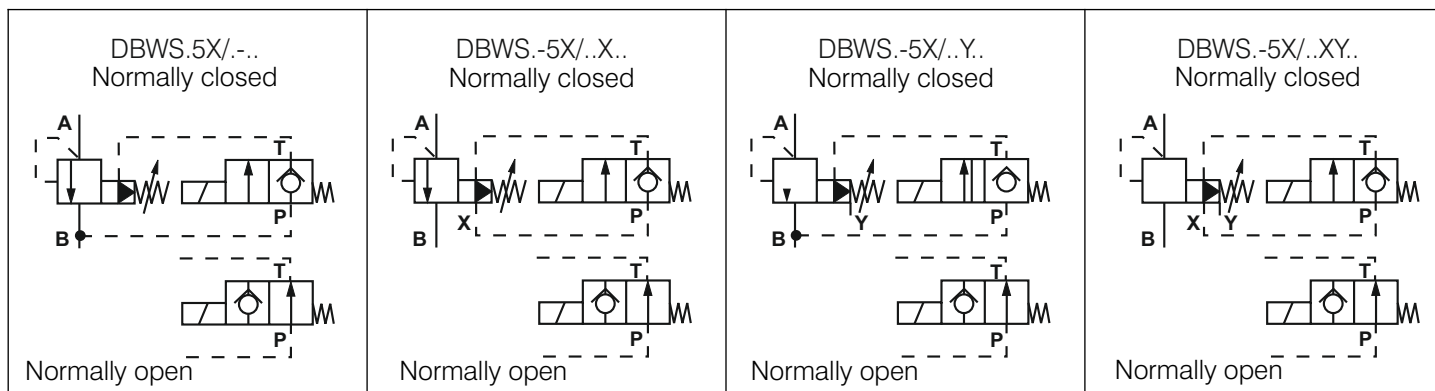 DBWS.5X/.-..
Normally closed
A
T
P
B
T
P
Normally open
DBWS.-5X/..X..
Normally closed
A
T
X
P
B
T
P
Normally open
DBWS.-5X/..Y..
Normally closed
A
T
Y
P
B
T
P
Normally open
DBWS.-5X/..XY..
Normally closed
A
T
X Y
P
B
T
P
Normally open